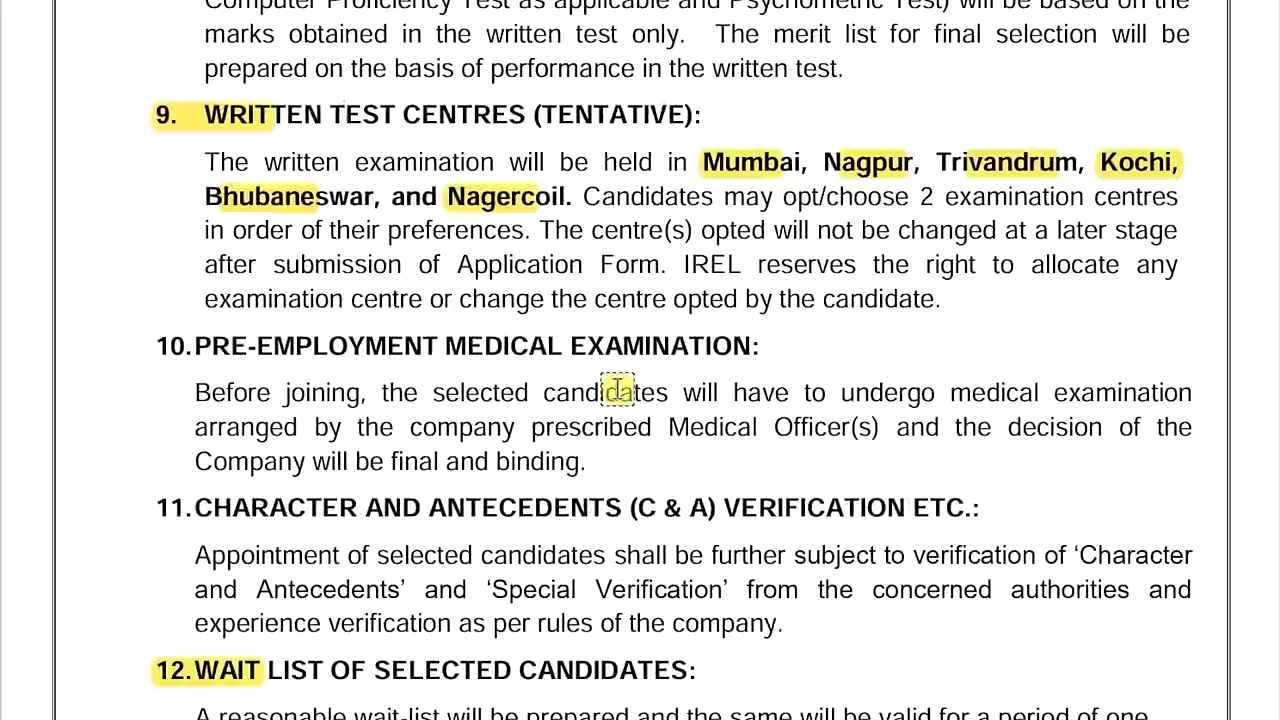 Computer Proficiency Test as applicable and Psychometric Test) will be based on the
marks obtained in the written test only. The merit list for final selection will be
prepared on the basis of performance in the written test.
9. WRITTEN TEST CENTRES (TENTATIVE):
The written examination will be held in Mumbai, Nagpur, Trivandrum, Kochi,
Bhubaneswar, and Nagercoil. Candidates may opt/choose 2 examination centres
in order of their preferences. The centre(s) opted will not be changed at a later stage
after submission of Application Form. IREL reserves the right to allocate any
examination centre or change the centre opted by the candidate.
10. PRE-EMPLOYMENT MEDICAL EXAMINATION:
Before joining, the selected candidates will have to undergo medical examination
arranged by the company prescribed Medical Officer(s) and the decision of the
Company will be final and binding.
11. CHARACTER AND ANTECEDENTS (C & A) VERIFICATION ETC.:
Appointment of selected candidates shall be further subject to verification of ‘Character
and Antecedents’ and ‘Special Verification’ from the concerned authorities and
experience verification as per rules of the company.
12. WAIT LIST OF SELECTED CANDIDATES:
A reasonable wait-list will be prepared and the same will be valid for a period of one